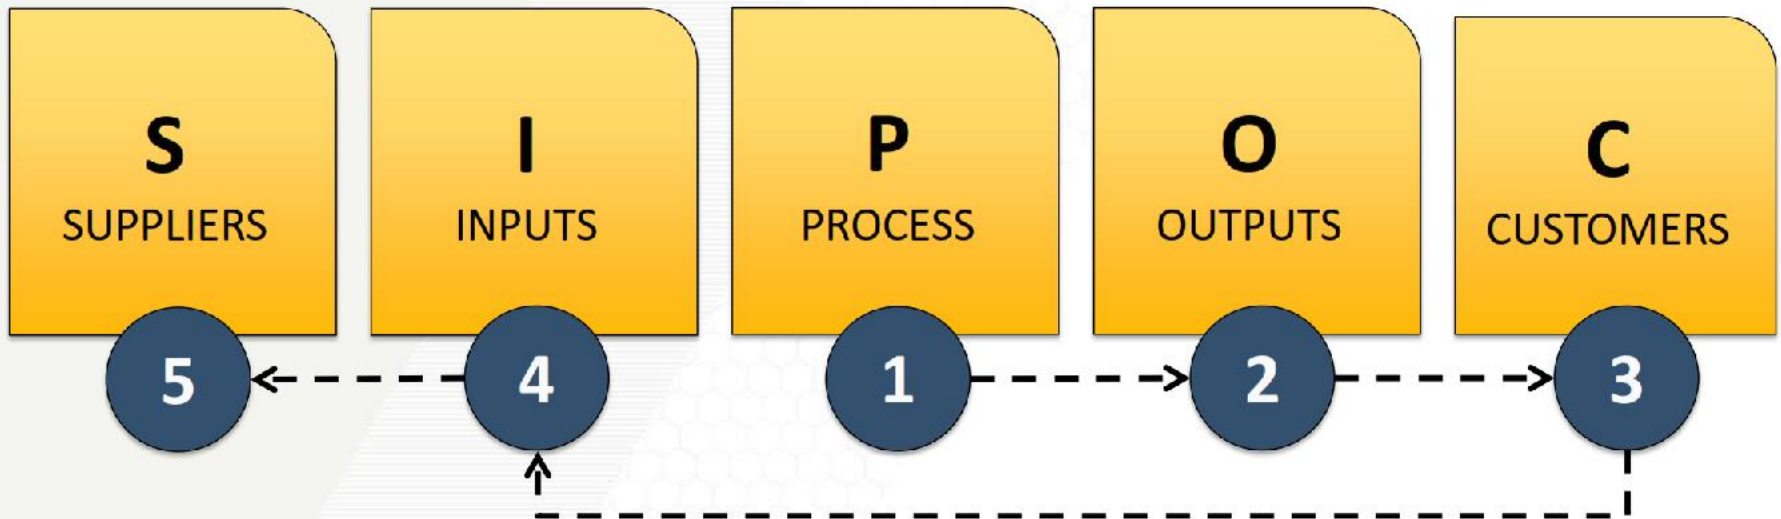 S
SUPPLIERS
I
INPUTS
P
PROCESS
O
OUTPUTS
C
CUSTOMERS
5
4
1
2
3